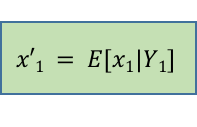 x′₁ = E[x₁|Y₁]